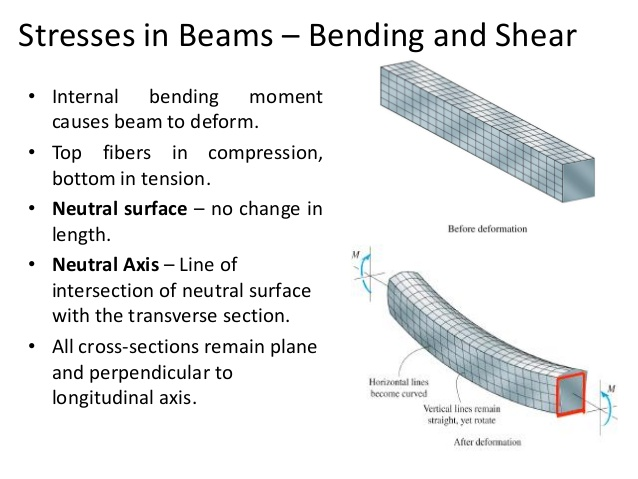 Stresses in Beams – Bending and Shear
• Internal bending moment
causes beam to deform.
• Top fibers in compression,
bottom in tension.
• Neutral surface – no change in
length.
• Neutral Axis – Line of
intersection of neutral surface
with the transverse section.
• All cross-sections remain plane
and perpendicular to
longitudinal axis.
Before deformation
M
Horizontal lines
become curved
Vertical lines remain
straight, yet rotate
M
After deformation